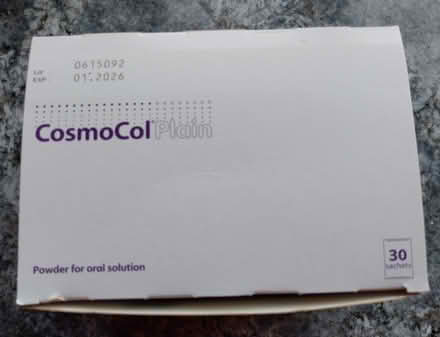 Lot 0615092
EXP 01.2026
CosmoCol Plain
Powder for oral solution
30
sachets